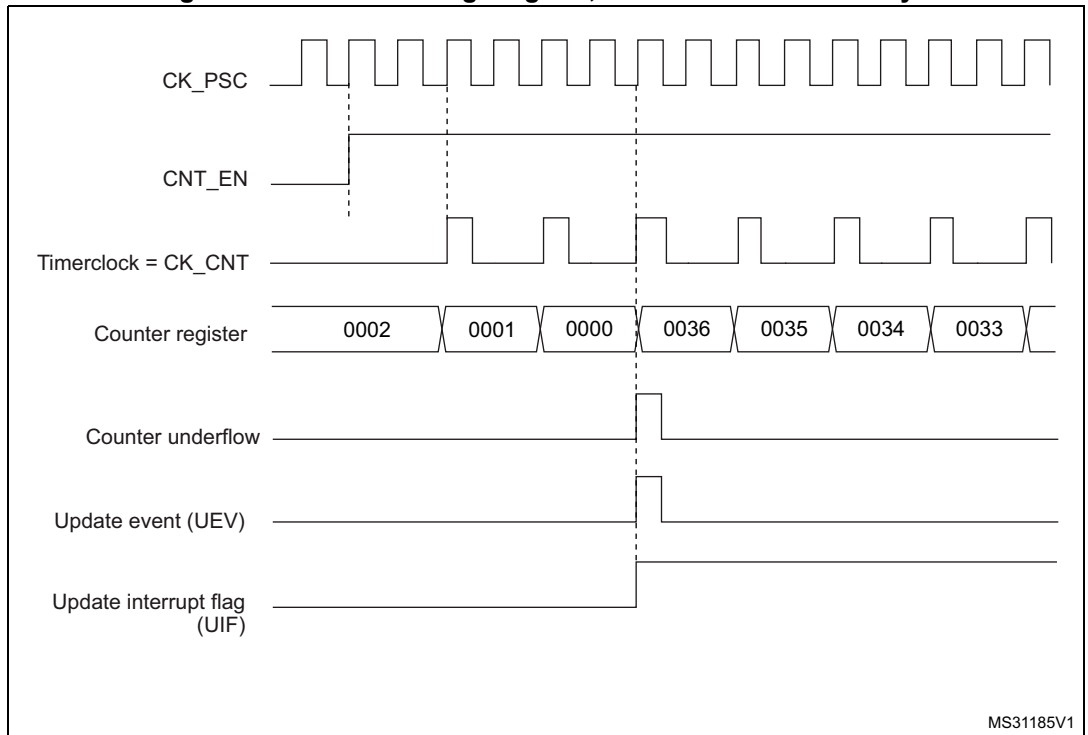 CK_PSC
CNT_EN
Timerclock = CK_CNT
Counter register
0002 0001 0000 0036 0035 0034 0033
Counter underflow
Update event (UEV)
Update interrupt flag
(UIF)
MS31185V1